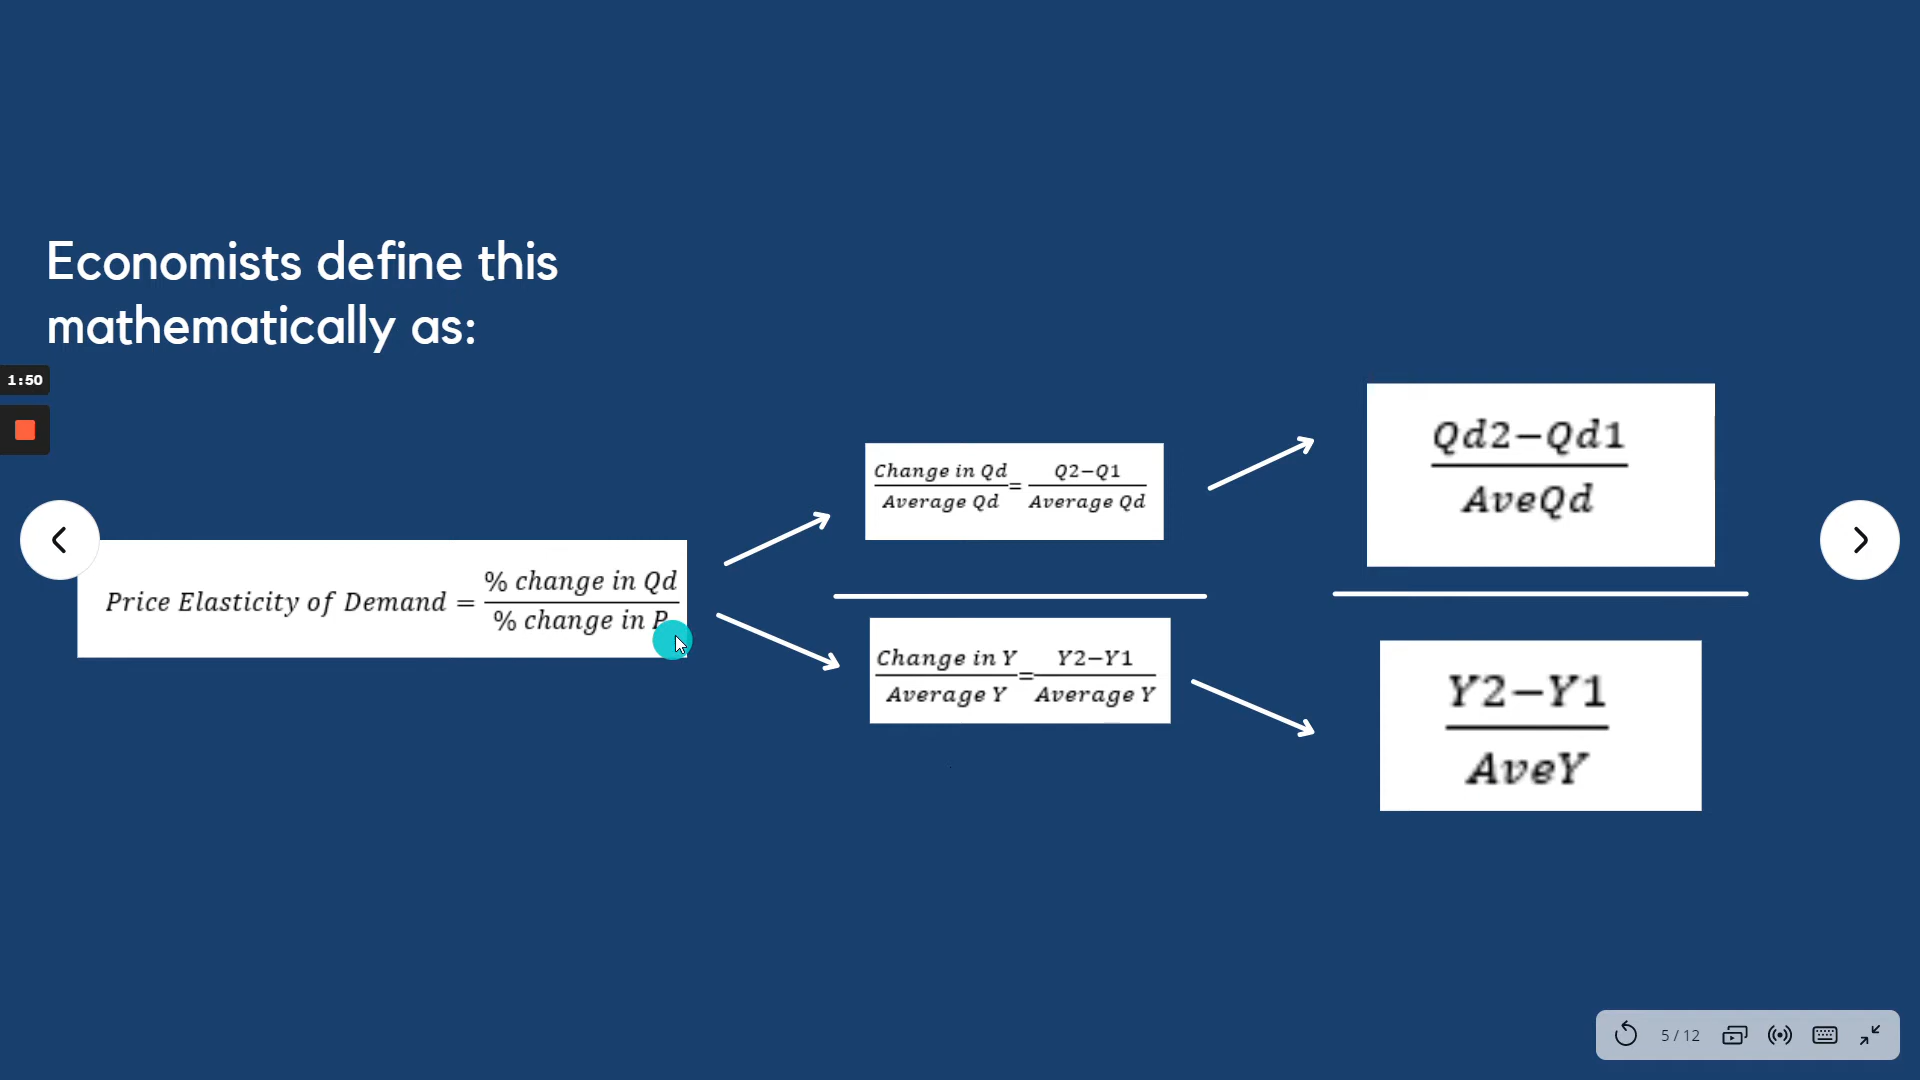 Economists define this
mathematically as:
1:50
Price Elasticity of Demand = % change in Qd / % change in P
Change in Qd / Average Qd = Q2−Q1 / Average Qd
Change in Y / Average Y = Y2−Y1 / Average Y
Qd2−Qd1 / AveQd
Y2−Y1 / AveY
5 / 12